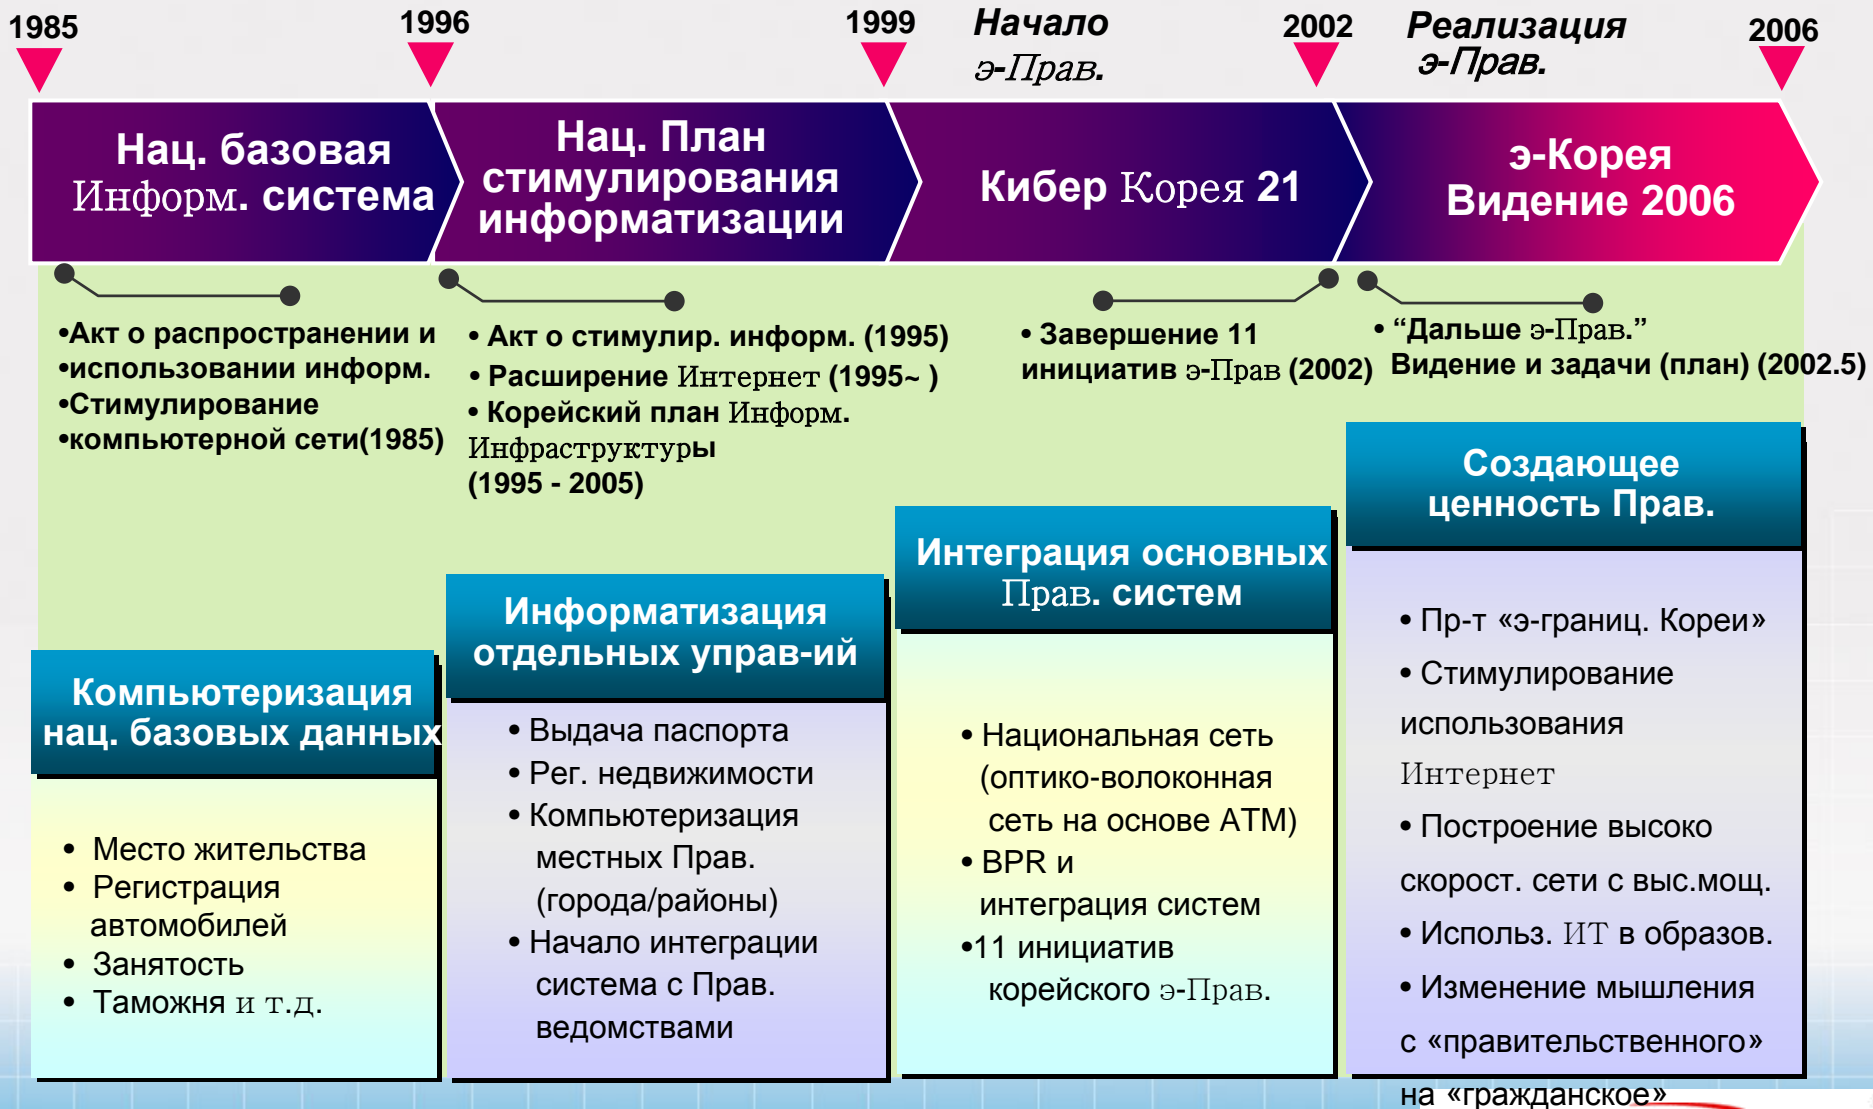 1985
1996
1999
Начало
э-Прав.
2002
Реализация
э-Прав.
2006
Нац. базовая
Информ. система
Нац. План
стимулирования
информатизации
Кибер Корея 21
э-Корея
Видение 2006
•Акт о распространении и
•использовании информ.
•Стимулирование
•компьютерной сети(1985)
• Акт о стимулир. информ. (1995)
• Расширение Интернет (1995~ )
• Корейский план Информ.
Инфраструктуры
(1995 - 2005)
• Завершение 11
инициатив э-Прав (2002)
• “Дальше э-Прав.”
Видение и задачи (план) (2002.5)
Компьютеризация
нац. базовых данных
• Место жительства
• Регистрация
автомобилей
• Занятость
• Таможня и т.д.
Информатизация
отдельных управ-ий
• Выдача паспорта
• Рег. недвижимости
• Компьютеризация
местных Прав.
(города/районы)
• Начало интеграции
система с Прав.
ведомствами
Интеграция основных
Прав. систем
• Национальная сеть
(оптико-волоконная
сеть на основе АТМ)
• BPR и
интеграция систем
•11 инициатив
корейского э-Прав.
Создающее
ценность Прав.
• Пр-т «э-границ. Кореи»
• Стимулирование
использования
Интернет
• Построение высоко
скорост. сети с выс.мощ.
• Использ. ИТ в образов.
• Изменение мышления
с «правительственного»
на «гражданское»